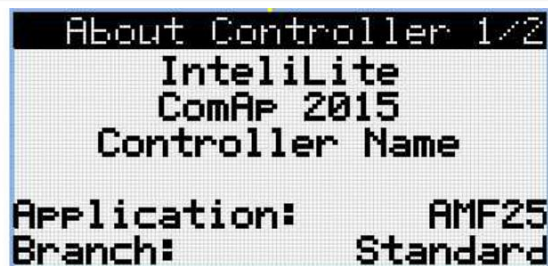 About Controller 1/2
InteliLite
ComAp 2015
Controller Name
Application: AMF25
Branch: Standard